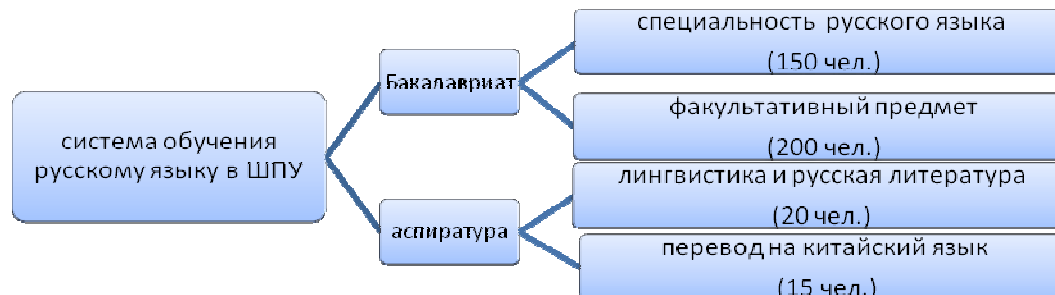 система обучения
русскому языку в ШПУ
Бакалавриат
специальность русского языка
(150 чел.)
факультативный предмет
(200 чел.)
аспиратура
лингвистика и русская литература
(20 чел.)
перевод на китайский язык
(15 чел.)